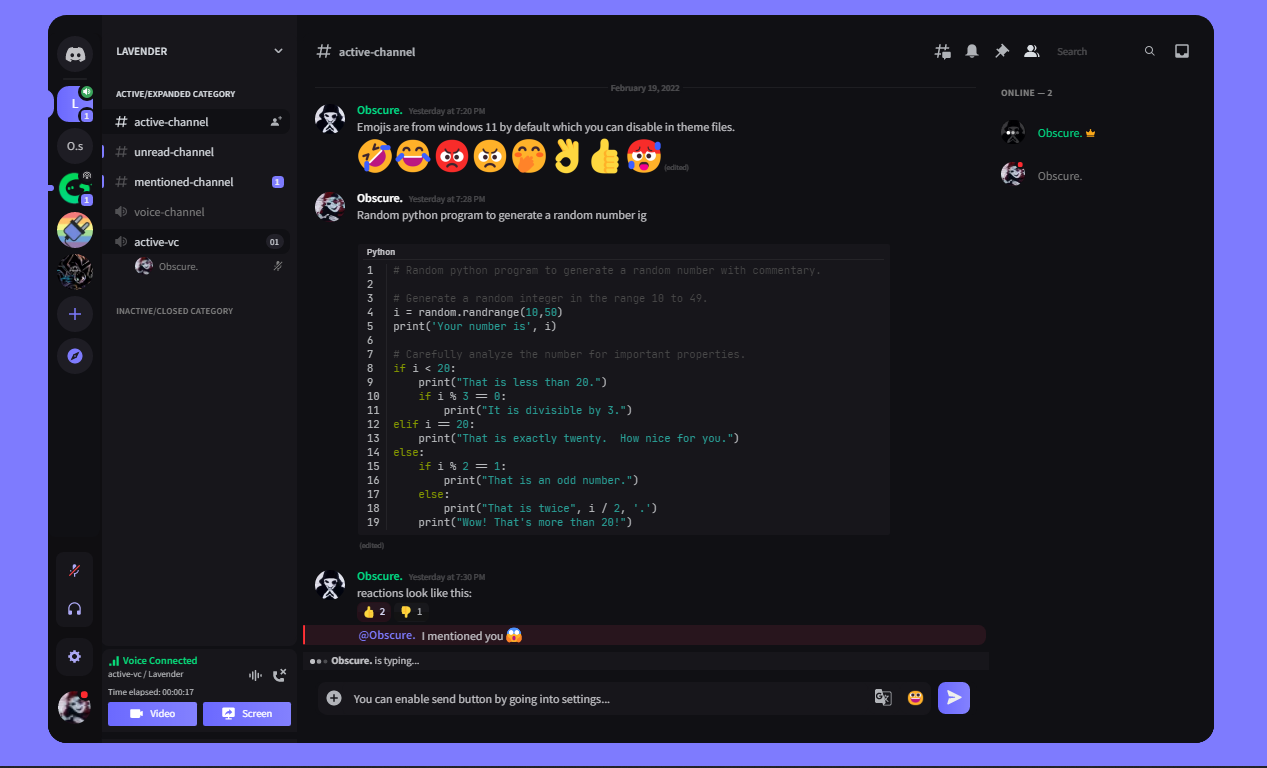 LAVENDER
L
1
O.s
1
ACTIVE/EXPANDED CATEGORY
active-channel
unread-channel
mentioned-channel 1
voice-channel
active-vc 01
Obscure.
INACTIVE/CLOSED CATEGORY
Voice Connected
active-vc / Lavender
Time elapsed: 00:00:17
Video Screen
# active-channel
Search
February 19, 2022
Obscure. Yesterday at 7:20 PM
Emojis are from windows 11 by default which you can disable in theme files.
(edited)
Obscure. Yesterday at 7:28 PM
Random python program to generate a random number ig
Python
1 # Random python program to generate a random number with commentary.
2
3 # Generate a random integer in the range 10 to 49.
4 i = random.randrange(10,50)
5 print('Your number is', i)
6
7 # Carefully analyze the number for important properties.
8 if i < 20:
9     print("That is less than 20.")
10     if i % 3 == 0:
11         print("It is divisible by 3.")
12 elif i == 20:
13     print("That is exactly twenty.  How nice for you.")
14 else:
15     if i % 2 == 1:
16         print("That is an odd number.")
17     else:
18         print("That is twice", i / 2, '.')
19     print("Wow! That's more than 20!")
(edited)
Obscure. Yesterday at 7:30 PM
reactions look like this:
👍 2 👎 1
@Obscure. I mentioned you 😱
Obscure. is typing...
You can enable send button by going into settings...
ONLINE — 2
Obscure.
Obscure.